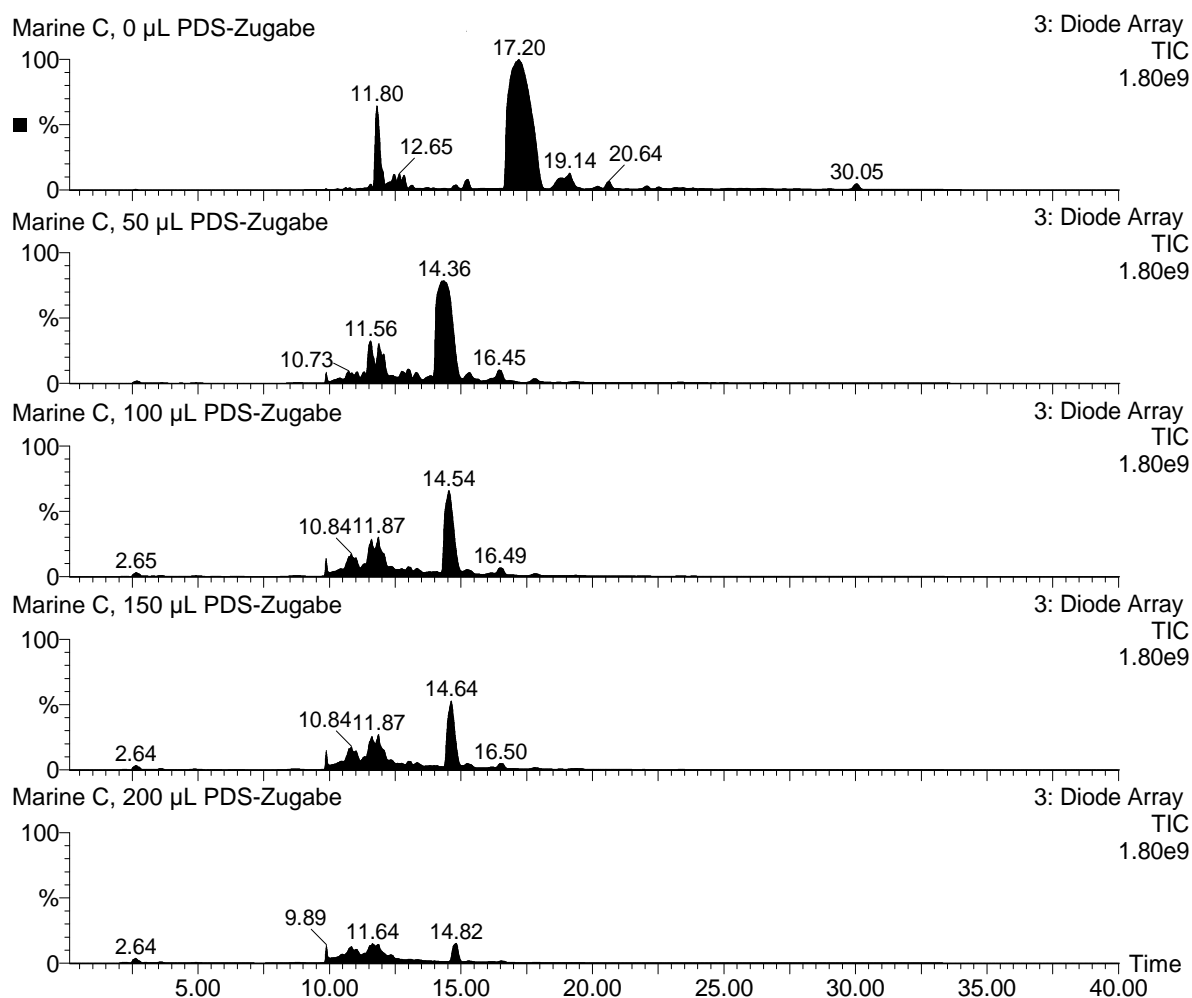 Marine C, 0 µL PDS-Zugabe
3: Diode Array
TIC
1.80e9
100
%
0
11.80
12.65
17.20
19.14
20.64
30.05
Marine C, 50 µL PDS-Zugabe
3: Diode Array
TIC
1.80e9
100
%
0
10.73
11.56
14.36
16.45
Marine C, 100 µL PDS-Zugabe
3: Diode Array
TIC
1.80e9
100
%
0
2.65
10.84
11.87
14.54
16.49
Marine C, 150 µL PDS-Zugabe
3: Diode Array
TIC
1.80e9
100
%
0
2.64
10.84
11.87
14.64
16.50
Marine C, 200 µL PDS-Zugabe
3: Diode Array
TIC
1.80e9
100
%
0
2.64
9.89
11.64
14.82
Time
5.00 10.00 15.00 20.00 25.00 30.00 35.00 40.00